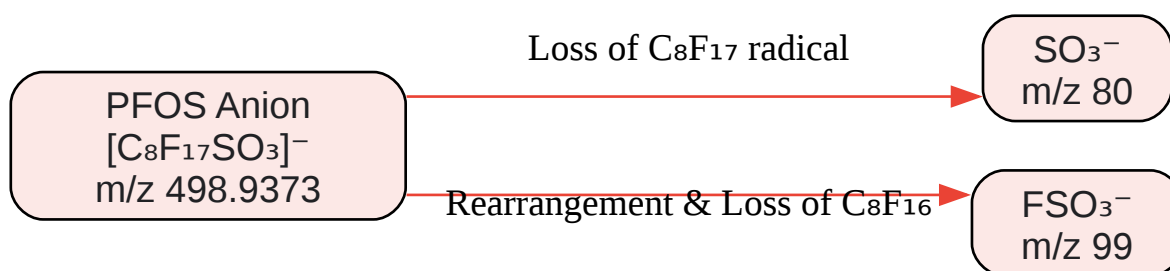 Loss of C₈F₁₇ radical
SO₃⁻
m/z 80
PFOS Anion
[C₈F₁₇SO₃]⁻
m/z 498.9373
Rearrangement & Loss of C₈F₁₆
FSO₃⁻
m/z 99